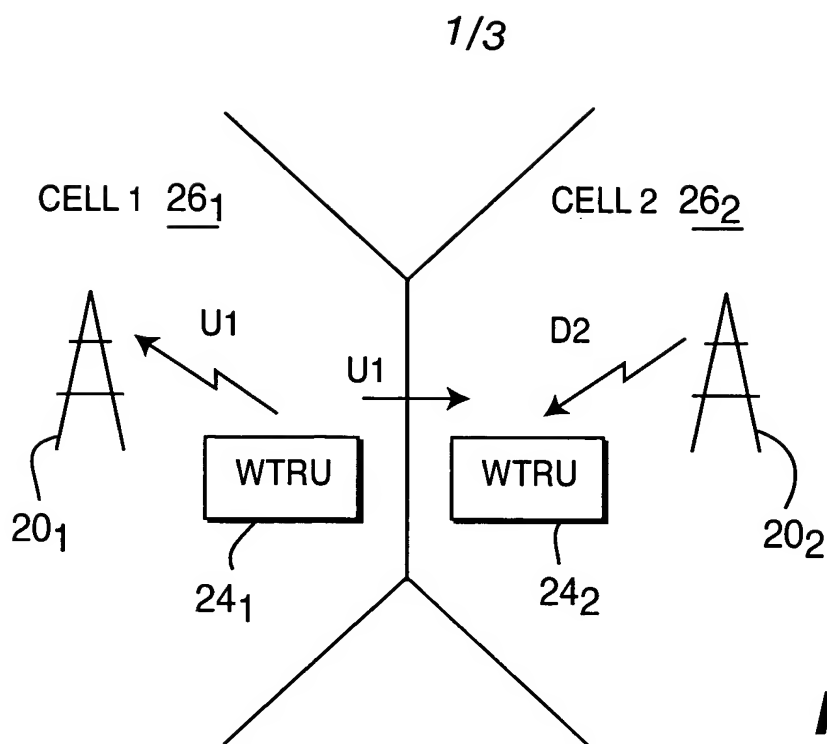 1/3
CELL 1 26₁
CELL 2 26₂
U1
U1
D2
WTRU
WTRU
20₁
24₁
24₂
20₂